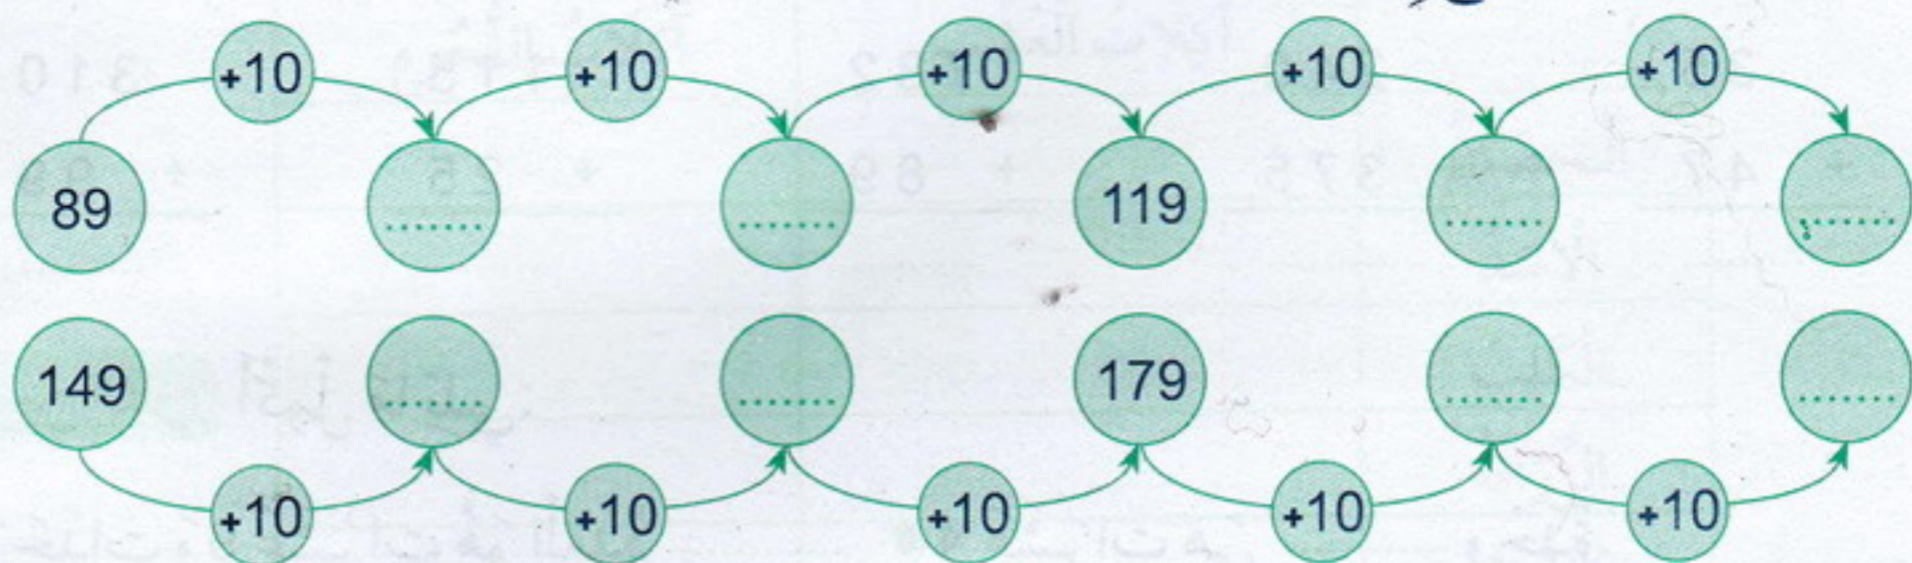 +10 +10 +10 +10 +10
89 ....... ....... 119 ....... .......
149 ....... ....... 179 ....... .......
+10 +10 +10 +10 +10